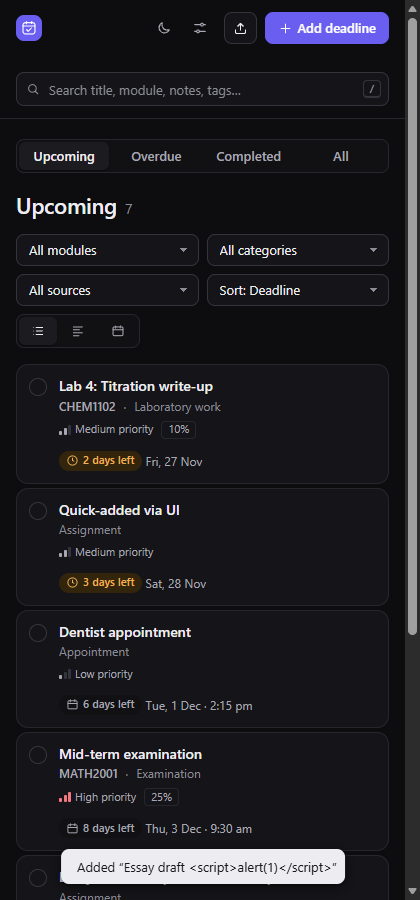 Add deadline
Search title, module, notes, tags...
/
Upcoming
Overdue
Completed
All
Upcoming 7
All modules
All categories
All sources
Sort: Deadline
Lab 4: Titration write-up
CHEM1102 · Laboratory work
Medium priority 10%
2 days left Fri, 27 Nov
Quick-added via UI
Assignment
Medium priority
3 days left Sat, 28 Nov
Dentist appointment
Appointment
Low priority
6 days left Tue, 1 Dec · 2:15 pm
Mid-term examination
MATH2001 · Examination
High priority 25%
8 days left Thu, 3 Dec · 9:30 am
Added “Essay draft <script>alert(1)</script>”
Assignment